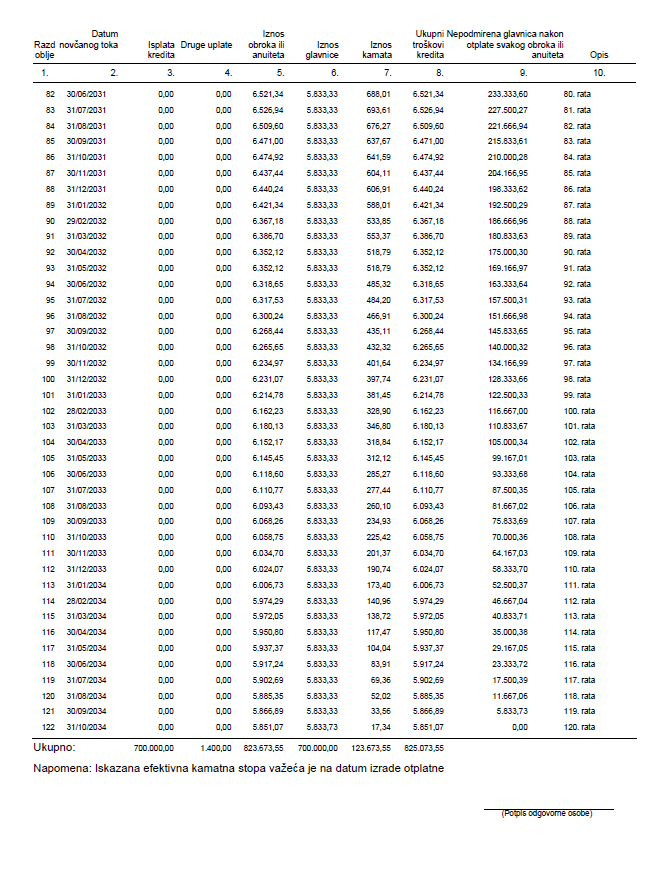 Datum Iznos Ukupni Nepodmirena glavnica nakon
Razd novčanog toka Isplata Druge uplate obroka ili Iznos Iznos troškovi otplate svakog obroka ili
oblje kredita anuiteta glavnice kamata kredita anuiteta Opis
1. 2. 3. 4. 5. 6. 7. 8. 9. 10.
82 30/06/2031 0,00 0,00 6.521,34 5.833,33 688,01 6.521,34 233.333,60 80. rata
83 31/07/2031 0,00 0,00 6.526,94 5.833,33 693,61 6.526,94 227.500,27 81. rata
84 31/08/2031 0,00 0,00 6.509,60 5.833,33 676,27 6.509,60 221.666,94 82. rata
85 30/09/2031 0,00 0,00 6.471,00 5.833,33 637,67 6.471,00 215.833,61 83. rata
86 31/10/2031 0,00 0,00 6.474,92 5.833,33 641,59 6.474,92 210.000,28 84. rata
87 30/11/2031 0,00 0,00 6.437,44 5.833,33 604,11 6.437,44 204.166,95 85. rata
88 31/12/2031 0,00 0,00 6.440,24 5.833,33 606,91 6.440,24 198.333,62 86. rata
89 31/01/2032 0,00 0,00 6.421,34 5.833,33 588,01 6.421,34 192.500,29 87. rata
90 29/02/2032 0,00 0,00 6.367,18 5.833,33 533,85 6.367,18 186.666,96 88. rata
91 31/03/2032 0,00 0,00 6.386,70 5.833,33 553,37 6.386,70 180.833,63 89. rata
92 30/04/2032 0,00 0,00 6.352,12 5.833,33 518,79 6.352,12 175.000,30 90. rata
93 31/05/2032 0,00 0,00 6.352,12 5.833,33 518,79 6.352,12 169.166,97 91. rata
94 30/06/2032 0,00 0,00 6.318,65 5.833,33 485,32 6.318,65 163.333,64 92. rata
95 31/07/2032 0,00 0,00 6.317,53 5.833,33 484,20 6.317,53 157.500,31 93. rata
96 31/08/2032 0,00 0,00 6.300,24 5.833,33 466,91 6.300,24 151.666,98 94. rata
97 30/09/2032 0,00 0,00 6.268,44 5.833,33 435,11 6.268,44 145.833,65 95. rata
98 31/10/2032 0,00 0,00 6.265,65 5.833,33 432,32 6.265,65 140.000,32 96. rata
99 30/11/2032 0,00 0,00 6.234,97 5.833,33 401,64 6.234,97 134.166,99 97. rata
100 31/12/2032 0,00 0,00 6.231,07 5.833,33 397,74 6.231,07 128.333,66 98. rata
101 31/01/2033 0,00 0,00 6.214,78 5.833,33 381,45 6.214,78 122.500,33 99. rata
102 28/02/2033 0,00 0,00 6.162,23 5.833,33 328,90 6.162,23 116.667,00 100. rata
103 31/03/2033 0,00 0,00 6.180,13 5.833,33 346,80 6.180,13 110.833,67 101. rata
104 30/04/2033 0,00 0,00 6.152,17 5.833,33 318,84 6.152,17 105.000,34 102. rata
105 31/05/2033 0,00 0,00 6.145,45 5.833,33 312,12 6.145,45 99.167,01 103. rata
106 30/06/2033 0,00 0,00 6.118,60 5.833,33 285,27 6.118,60 93.333,68 104. rata
107 31/07/2033 0,00 0,00 6.110,77 5.833,33 277,44 6.110,77 87.500,35 105. rata
108 31/08/2033 0,00 0,00 6.093,43 5.833,33 260,10 6.093,43 81.667,02 106. rata
109 30/09/2033 0,00 0,00 6.068,26 5.833,33 234,93 6.068,26 75.833,69 107. rata
110 31/10/2033 0,00 0,00 6.058,75 5.833,33 225,42 6.058,75 70.000,36 108. rata
111 30/11/2033 0,00 0,00 6.034,70 5.833,33 201,37 6.034,70 64.167,03 109. rata
112 31/12/2033 0,00 0,00 6.024,07 5.833,33 190,74 6.024,07 58.333,70 110. rata
113 31/01/2034 0,00 0,00 6.006,73 5.833,33 173,40 6.006,73 52.500,37 111. rata
114 28/02/2034 0,00 0,00 5.974,29 5.833,33 140,96 5.974,29 46.667,04 112. rata
115 31/03/2034 0,00 0,00 5.972,05 5.833,33 138,72 5.972,05 40.833,71 113. rata
116 30/04/2034 0,00 0,00 5.950,80 5.833,33 117,47 5.950,80 35.000,38 114. rata
117 31/05/2034 0,00 0,00 5.937,37 5.833,33 104,04 5.937,37 29.167,05 115. rata
118 30/06/2034 0,00 0,00 5.917,24 5.833,33 83,91 5.917,24 23.333,72 116. rata
119 31/07/2034 0,00 0,00 5.902,69 5.833,33 69,36 5.902,69 17.500,39 117. rata
120 31/08/2034 0,00 0,00 5.885,35 5.833,33 52,02 5.885,35 11.667,06 118. rata
121 30/09/2034 0,00 0,00 5.866,89 5.833,33 33,56 5.866,89 5.833,73 119. rata
122 31/10/2034 0,00 0,00 5.851,07 5.833,73 17,34 5.851,07 0,00 120. rata
Ukupno: 700.000,00 1.400,00 823.673,55 700.000,00 123.673,55 825.073,55
Napomena: Iskazana efektivna kamatna stopa važeća je na datum izrade otplatne
(Potpis odgovorne osobe)